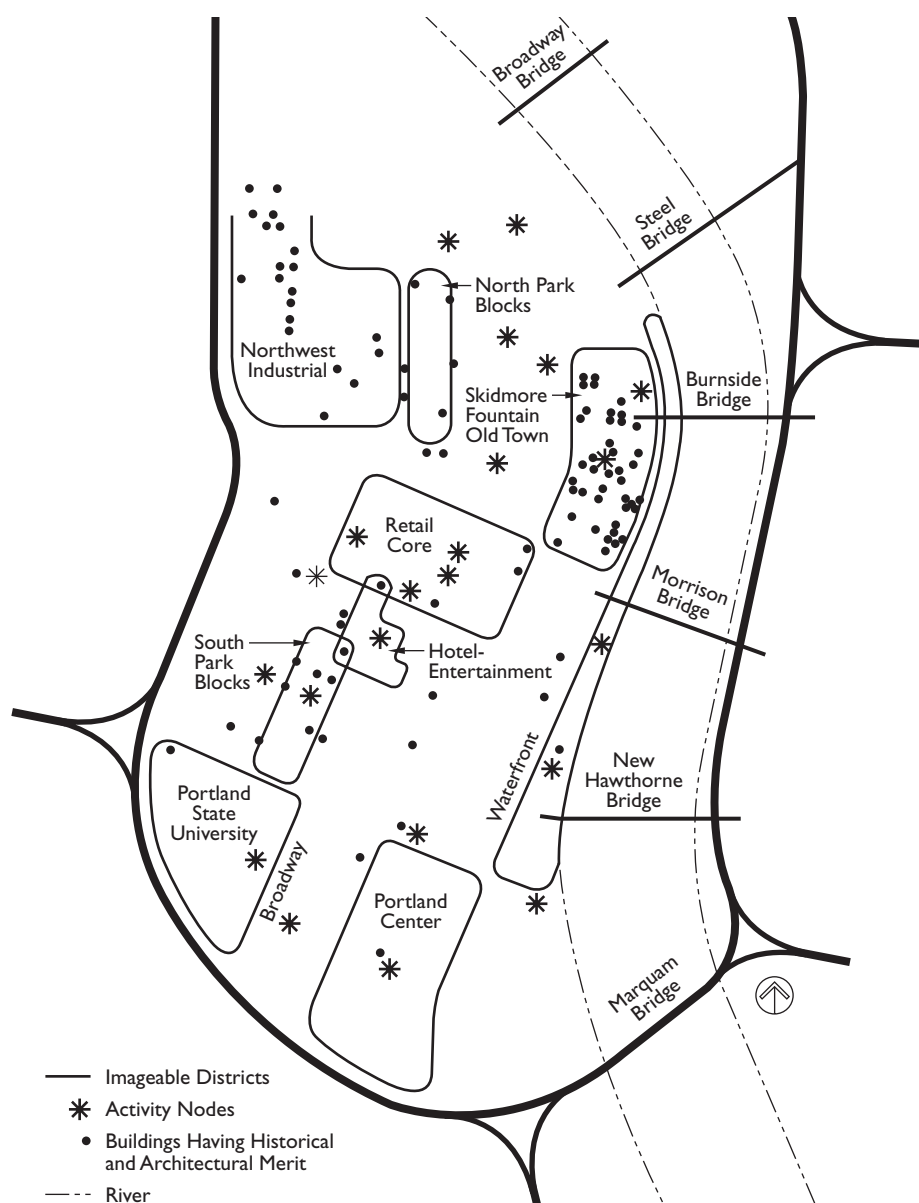 Broadway
Bridge
Steel
Bridge
North Park
Blocks
Northwest
Industrial
Skidmore
Fountain
Old Town
Burnside
Bridge
Retail
Core
Morrison
Bridge
South
Park
Blocks
Hotel-
Entertainment
Waterfront
New
Hawthorne
Bridge
Portland
State
University
Broadway
Portland
Center
Marquam
Bridge
Imageable Districts
Activity Nodes
Buildings Having Historical
and Architectural Merit
River